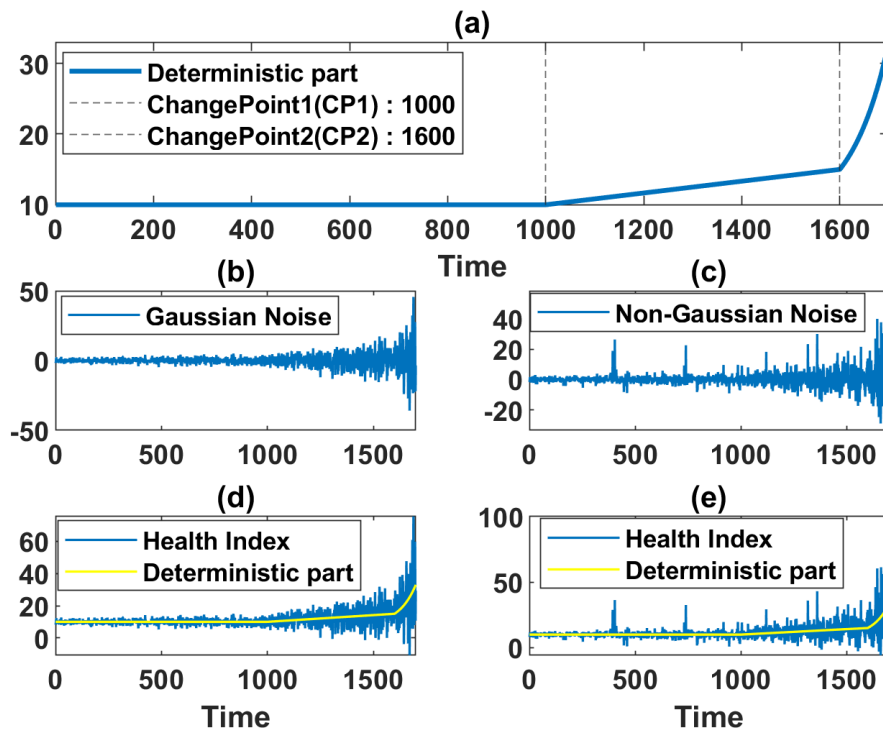 (a)
30
20
10
Deterministic part
ChangePoint1(CP1) : 1000
ChangePoint2(CP2) : 1600
0 200 400 600 800 1000 1200 1400 1600
Time
(b)
50
0
-50
Gaussian Noise
0 500 1000 1500
(c)
40
20
0
-20
Non-Gaussian Noise
0 500 1000 1500
(d)
60
40
20
0
Health Index
Deterministic part
0 500 1000 1500
Time
(e)
100
50
0
Health Index
Deterministic part
0 500 1000 1500
Time